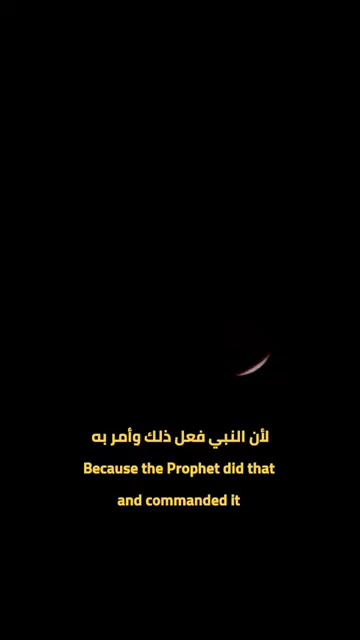 لأن النبي فعل ذلك وأمر به
Because the Prophet did that
and commanded it